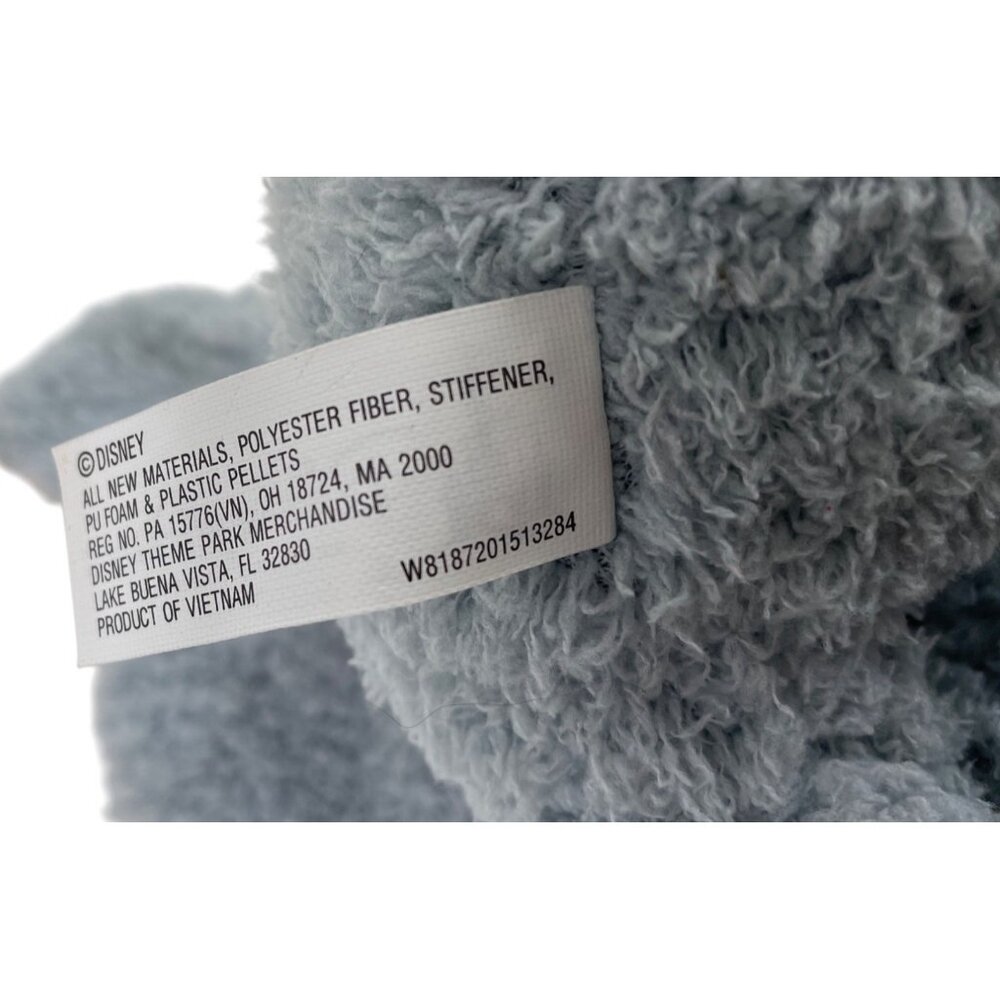 ©DISNEY
ALL NEW MATERIALS, POLYESTER FIBER, STIFFENER,
PU FOAM & PLASTIC PELLETS
REG NO. PA 15776(VN), OH 18724, MA 2000
DISNEY THEME PARK MERCHANDISE
LAKE BUENA VISTA, FL 32830
PRODUCT OF VIETNAM
W8187201513284